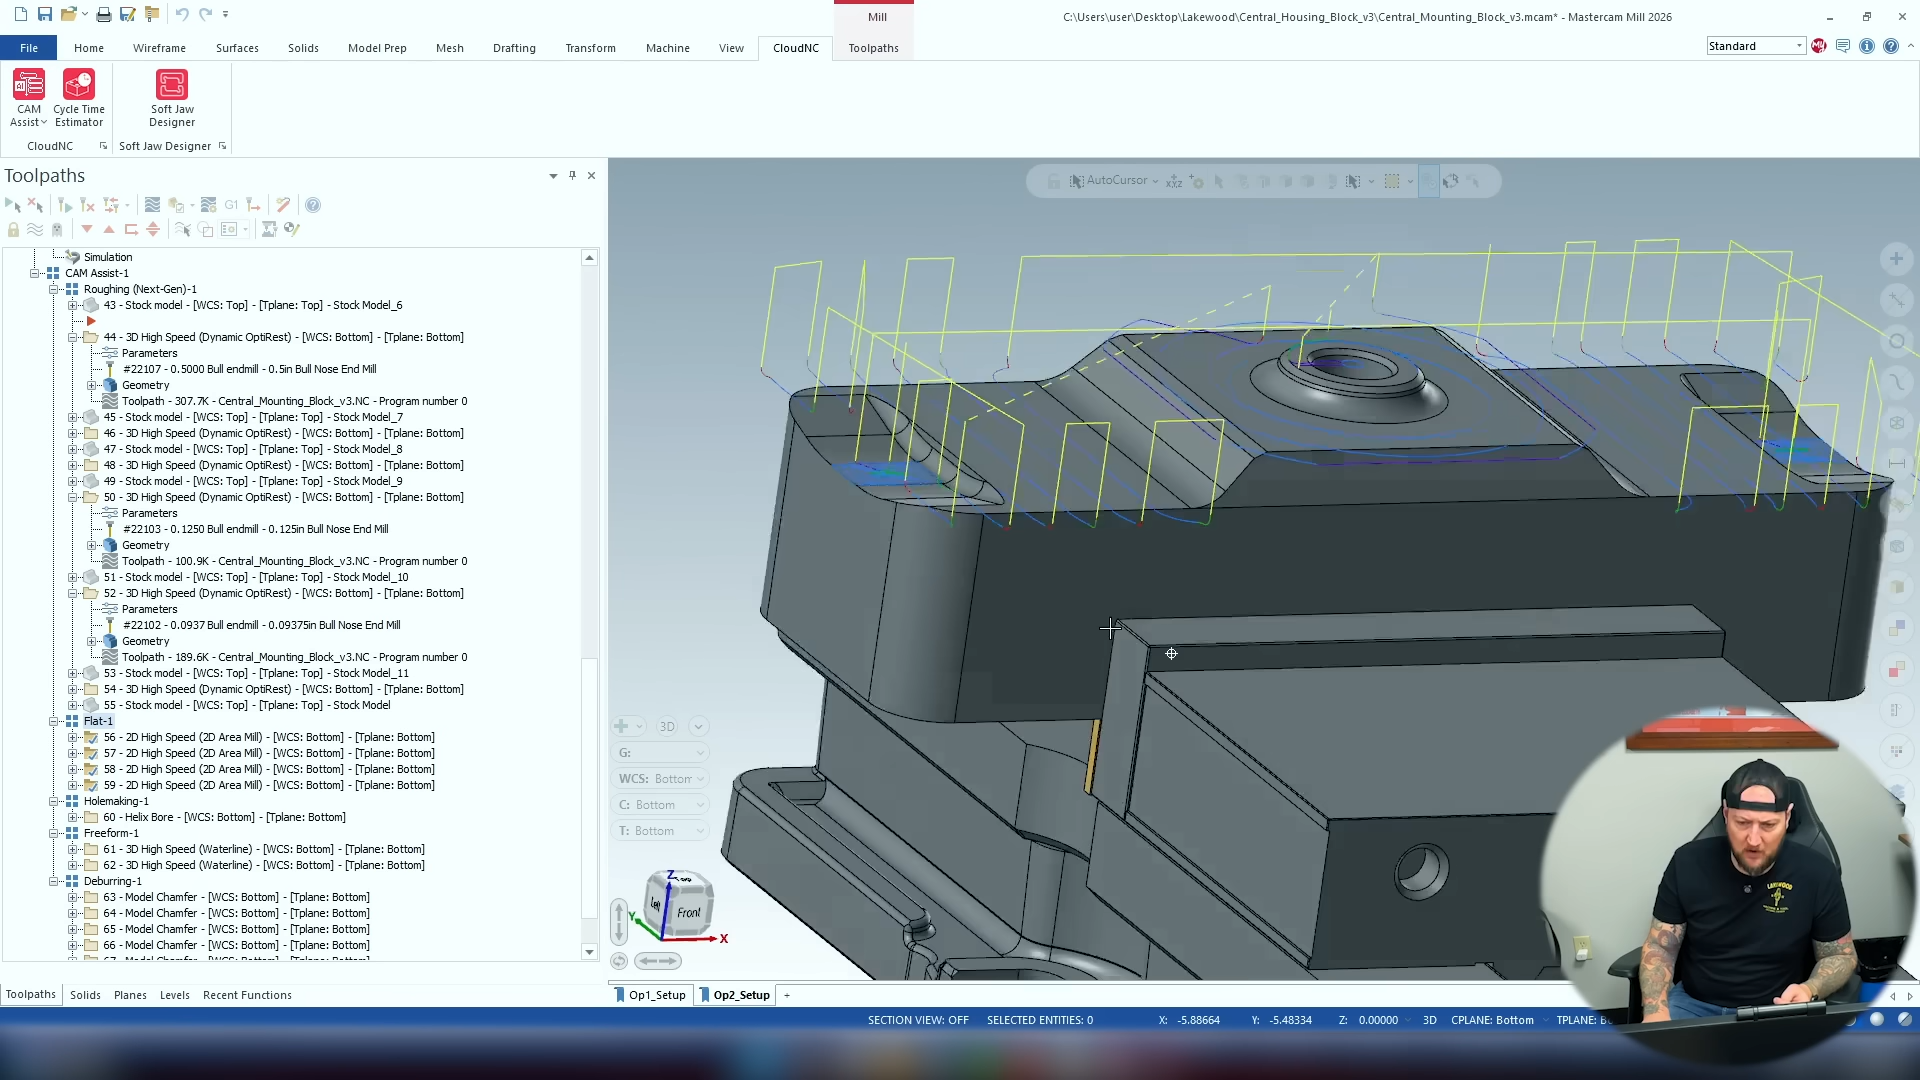 Mill
C:\Users\user\Desktop\Lakewood\Central_Housing_Block_v3\Central_Mounting_Block_v3.mcam* - Mastercam Mill 2026
File
Home
Wireframe
Surfaces
Solids
Model Prep
Mesh
Drafting
Transform
Machine
View
CloudNC
Toolpaths
Standard
CAM Assist
Cycle Time Estimator
Soft Jaw Designer
CloudNC
Soft Jaw Designer
Toolpaths
G1
AutoCursor
Simulation
CAM Assist-1
Roughing (Next-Gen)-1
43 - Stock model - [WCS: Top] - [Tplane: Top] - Stock Model_6
44 - 3D High Speed (Dynamic OptiRest) - [WCS: Bottom] - [Tplane: Bottom]
Parameters
#22107 - 0.5000 Bull endmill - 0.5in Bull Nose End Mill
Geometry
Toolpath - 307.7K - Central_Mounting_Block_v3.NC - Program number 0
45 - Stock model - [WCS: Top] - [Tplane: Top] - Stock Model_7
46 - 3D High Speed (Dynamic OptiRest) - [WCS: Bottom] - [Tplane: Bottom]
47 - Stock model - [WCS: Top] - [Tplane: Top] - Stock Model_8
48 - 3D High Speed (Dynamic OptiRest) - [WCS: Bottom] - [Tplane: Bottom]
49 - Stock model - [WCS: Top] - [Tplane: Top] - Stock Model_9
50 - 3D High Speed (Dynamic OptiRest) - [WCS: Bottom] - [Tplane: Bottom]
Parameters
#22103 - 0.1250 Bull endmill - 0.125in Bull Nose End Mill
Geometry
Toolpath - 100.9K - Central_Mounting_Block_v3.NC - Program number 0
51 - Stock model - [WCS: Top] - [Tplane: Top] - Stock Model_10
52 - 3D High Speed (Dynamic OptiRest) - [WCS: Bottom] - [Tplane: Bottom]
Parameters
#22102 - 0.0937 Bull endmill - 0.09375in Bull Nose End Mill
Geometry
Toolpath - 189.6K - Central_Mounting_Block_v3.NC - Program number 0
53 - Stock model - [WCS: Top] - [Tplane: Top] - Stock Model_11
54 - 3D High Speed (Dynamic OptiRest) - [WCS: Bottom] - [Tplane: Bottom]
55 - Stock model - [WCS: Top] - [Tplane: Top] - Stock Model
Flat-1
56 - 2D High Speed (2D Area Mill) - [WCS: Bottom] - [Tplane: Bottom]
57 - 2D High Speed (2D Area Mill) - [WCS: Bottom] - [Tplane: Bottom]
58 - 2D High Speed (2D Area Mill) - [WCS: Bottom] - [Tplane: Bottom]
59 - 2D High Speed (2D Area Mill) - [WCS: Bottom] - [Tplane: Bottom]
Holemaking-1
60 - Helix Bore - [WCS: Bottom] - [Tplane: Bottom]
Freeform-1
61 - 3D High Speed (Waterline) - [WCS: Bottom] - [Tplane: Bottom]
62 - 3D High Speed (Waterline) - [WCS: Bottom] - [Tplane: Bottom]
Deburring-1
63 - Model Chamfer - [WCS: Bottom] - [Tplane: Bottom]
64 - Model Chamfer - [WCS: Bottom] - [Tplane: Bottom]
65 - Model Chamfer - [WCS: Bottom] - [Tplane: Bottom]
66 - Model Chamfer - [WCS: Bottom] - [Tplane: Bottom]
3D
G:
WCS: Bottom
C: Bottom
T: Bottom
Z
Y
X
Left
Front
Toolpaths
Solids
Planes
Levels
Recent Functions
Op1_Setup
Op2_Setup
+
SECTION VIEW: OFF
SELECTED ENTITIES: 0
X: -5.88664
Y: -5.48334
Z: 0.00000
3D
CPLANE: Bottom
TPLANE:
LAKEWOOD